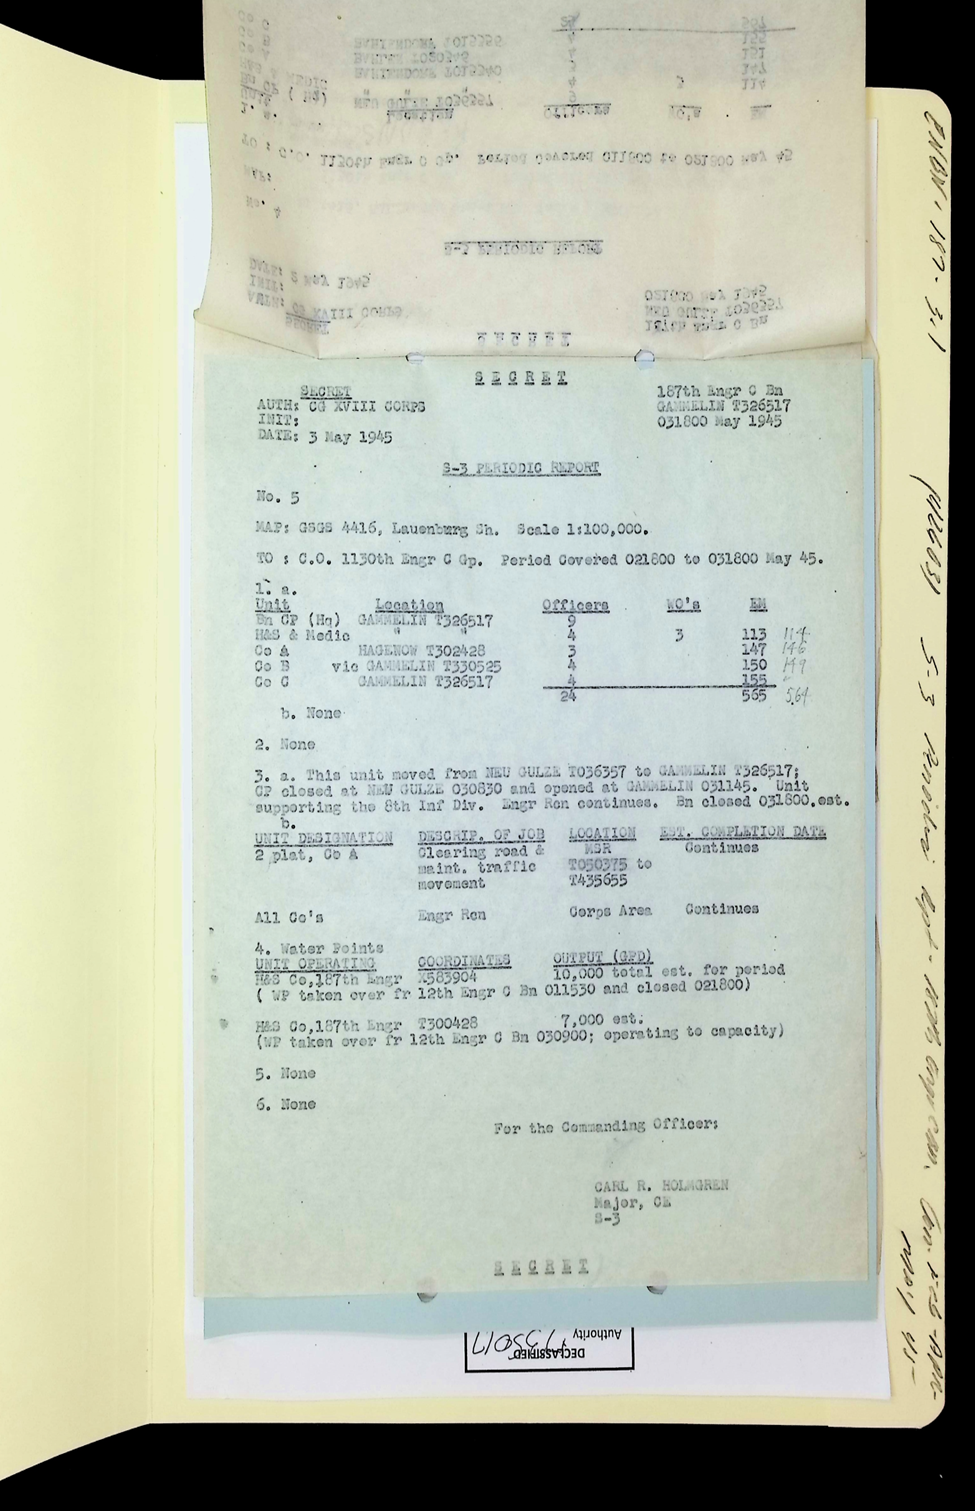 S E C R E T
SECRET
AUTH: CG XVIII CORPS
INIT:
DATE: 3 May 1945
187th Engr C Bn
GAMMELIN T326517
031800 May 1945
S-3 PERIODIC REPORT
No. 5
MAP: GSGS 4416, Lauenburg Sh. Scale 1:100,000.
TO : C.O. 1130th Engr C Gp. Period Covered 021800 to 031800 May 45.
1. a.
Unit Location Officers WO's EM
Bn CP (Hq) GAMMELIN T326517 9
H&S & Medic " " 4 3 113 114
Co A HAGENOW T302428 3 147 146
Co B vic GAMMELIN T330525 4 150 149
Co C GAMMELIN T326517 4 155 "
24 565 564
b. None
2. None
3. a. This unit moved from NEU GULZE T036357 to GAMMELIN T326517;
CP closed at NEU GULZE 030830 and opened at GAMMELIN 031145. Unit
supporting the 8th Inf Div. Engr Rcn continues. Bn closed 031800.est.
b.
UNIT DESIGNATION DESCRIP. OF JOB LOCATION EST. COMPLETION DATE
2 plat, Co A Clearing road & MSR Continues
maint. traffic T050375 to
movement T435655
All Co's Engr Rcn Corps Area Continues
4. Water Points
UNIT OPERATING COORDINATES OUTPUT (GPD)
H&S Co,187th Engr X583904 10,000 total est. for period
( WP taken over fr 12th Engr C Bn 011530 and closed 021800)
H&S Co,187th Engr T300428 7,000 est.
(WP taken over fr 12th Engr C Bn 030900; operating to capacity)
5. None
6. None
For the Commanding Officer:
CARL R. HOLMGREN
Major, CE
S-3
S E C R E T
DECLASSIFIED
Authority
ENBN-187-3.1
S-3 Periodic Rpt - 187th Engr
May 45